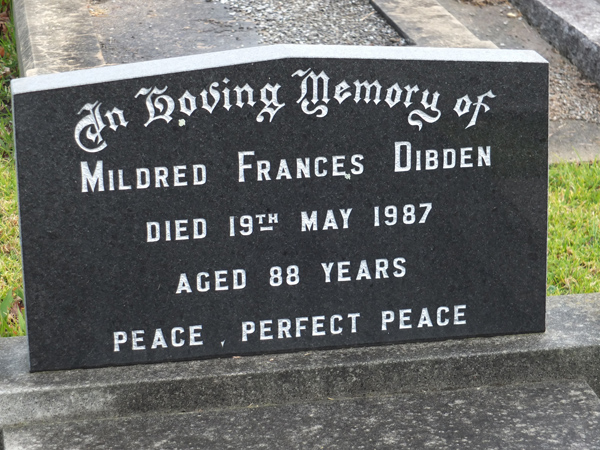 In Loving Memory of
MILDRED FRANCES DIBDEN
DIED 19TH MAY 1987
AGED 88 YEARS
PEACE, PERFECT PEACE